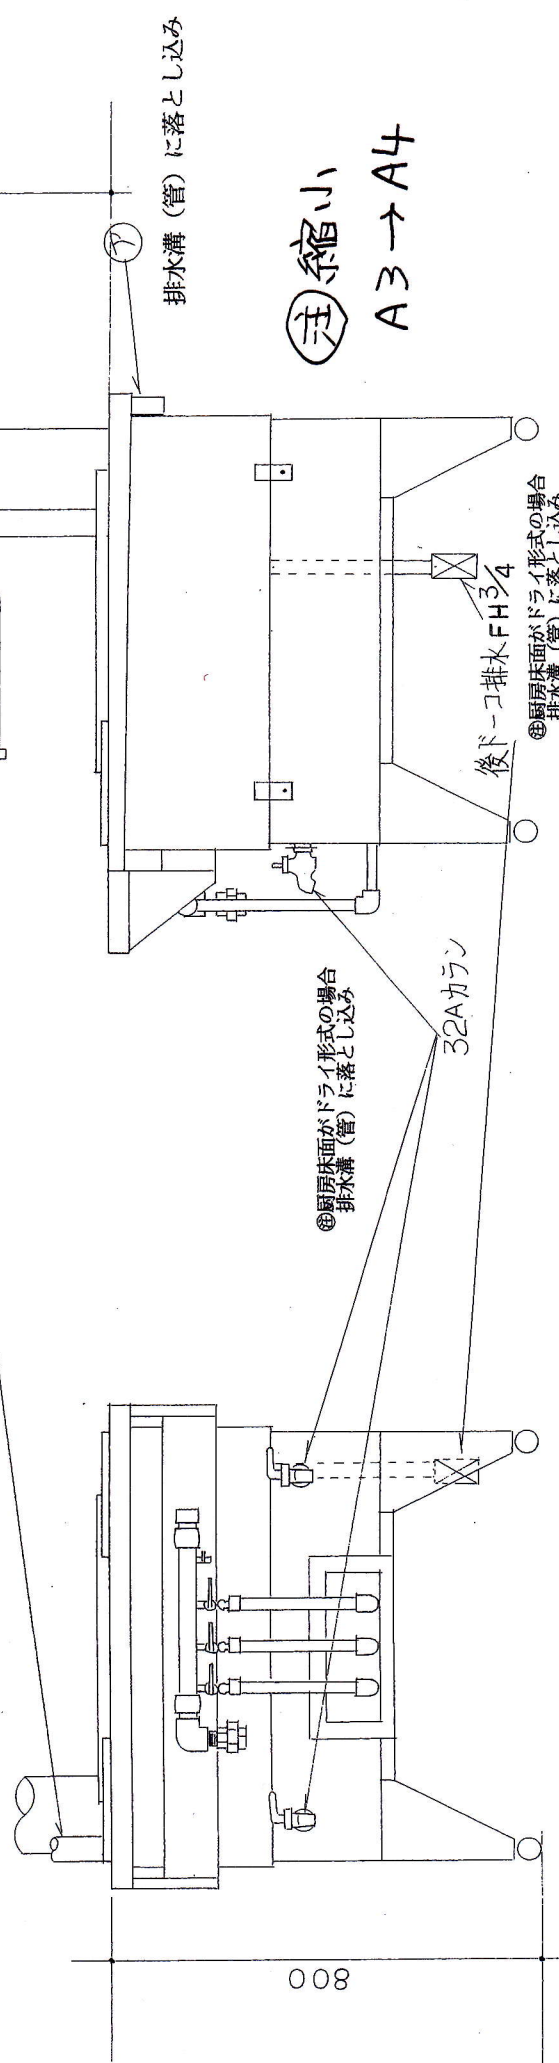 ㋐
排水溝（管）に落とし込み
㊟縮小
A3→A4
後ドーコ排水FH3/4
㊟厨房床面がドライ形式の場合
排水溝（管）に落とし込み
32Aカラン
㊟厨房床面がドライ形式の場合
排水溝（管）に落とし込み
800